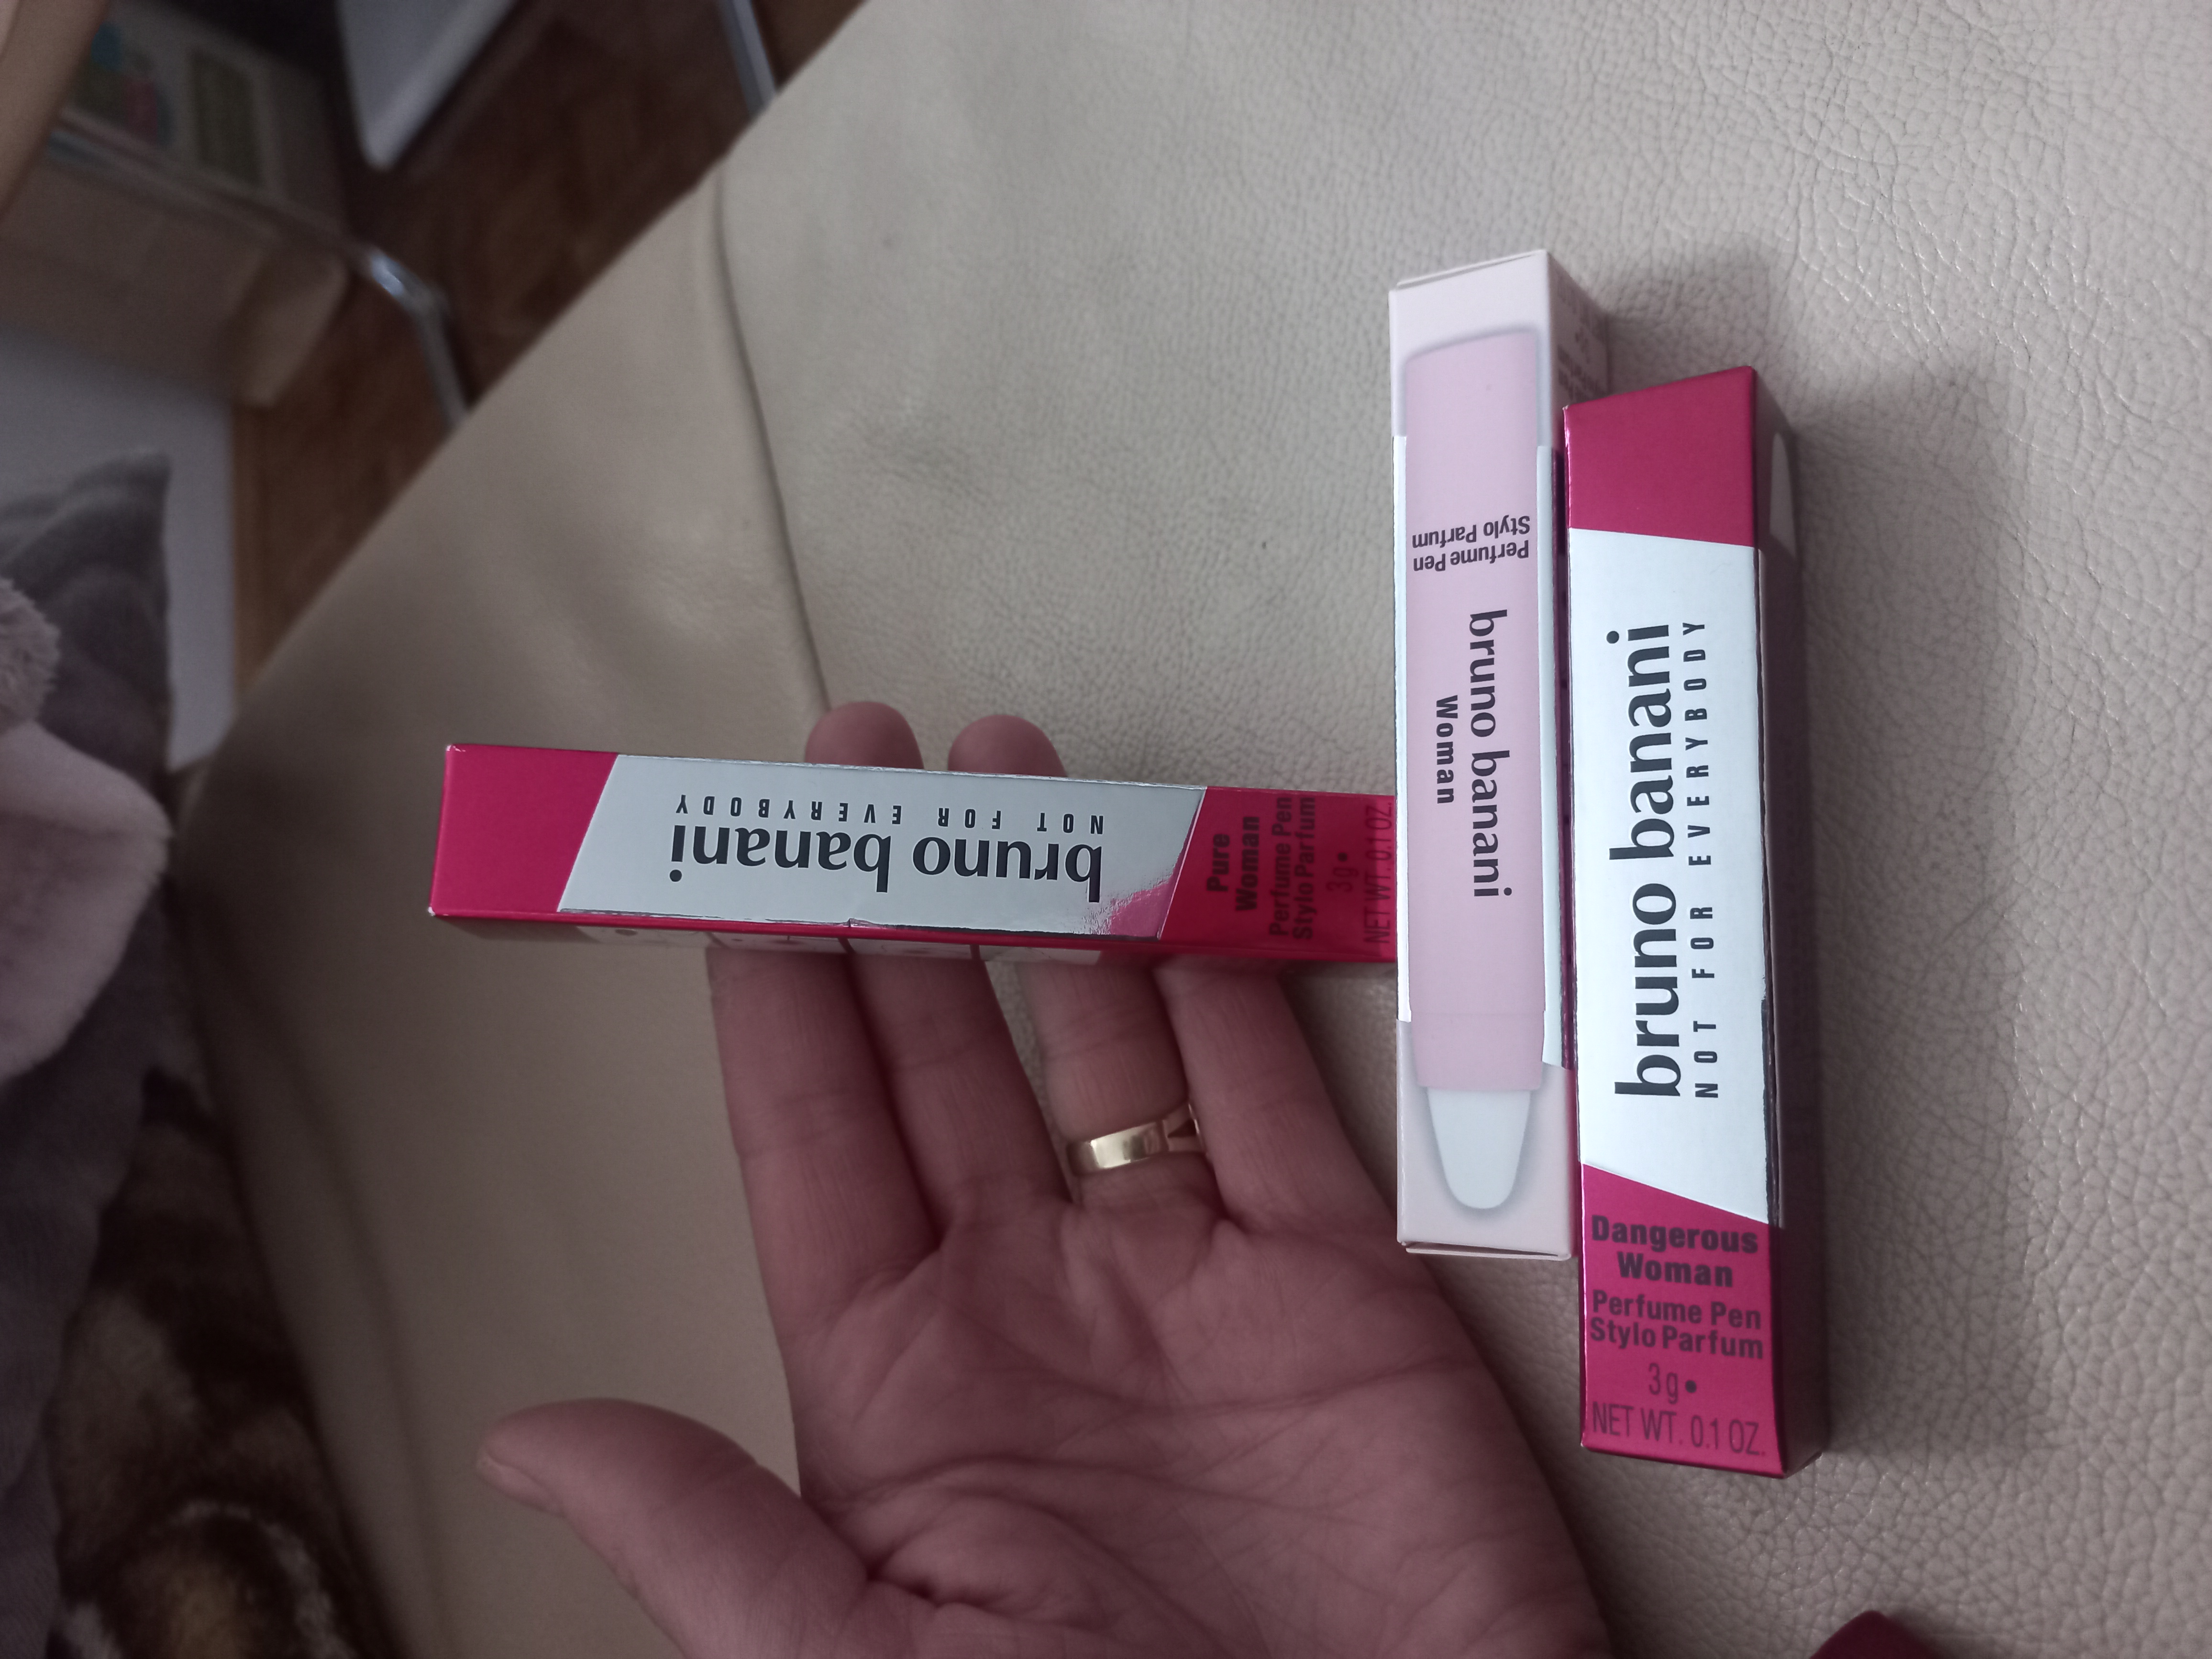 bruno banani
NOT FOR EVERYBODY
Pure
Woman
Perfume Pen
Stylo Parfum
3g•
NET WT. 0.1 OZ.
Perfume Pen
Stylo Parfum
bruno banani
Woman
bruno banani
NOT FOR EVERYBODY
Dangerous
Woman
Perfume Pen
Stylo Parfum
3g•
NET WT. 0.1 OZ.